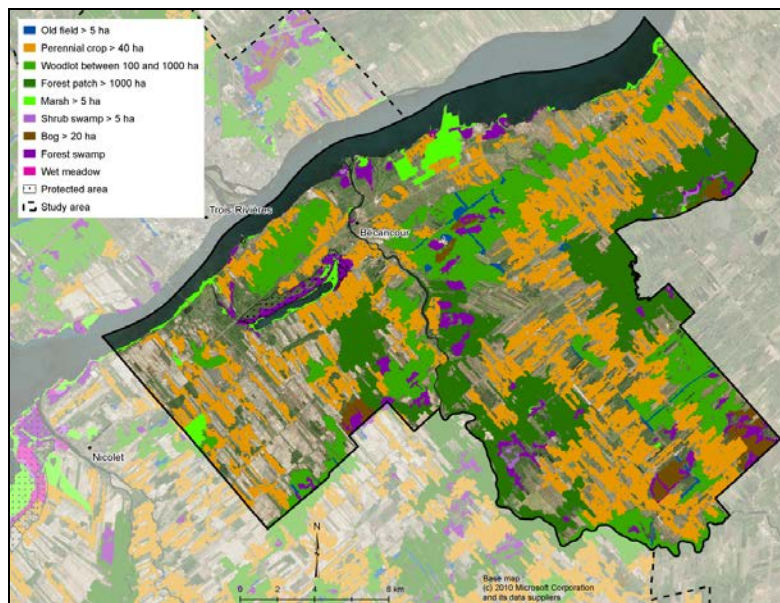 Old field > 5 ha
Perennial crop > 40 ha
Woodlot between 100 and 1000 ha
Forest patch > 1000 ha
Marsh > 5 ha
Shrub swamp > 5 ha
Bog > 20 ha
Forest swamp
Wet meadow
Protected area
Study area
Trois-Rivières
Bécancour
Nicolet
N
0 2 4 8 km
Base map
(c) 2010 Microsoft Corporation
and its data suppliers